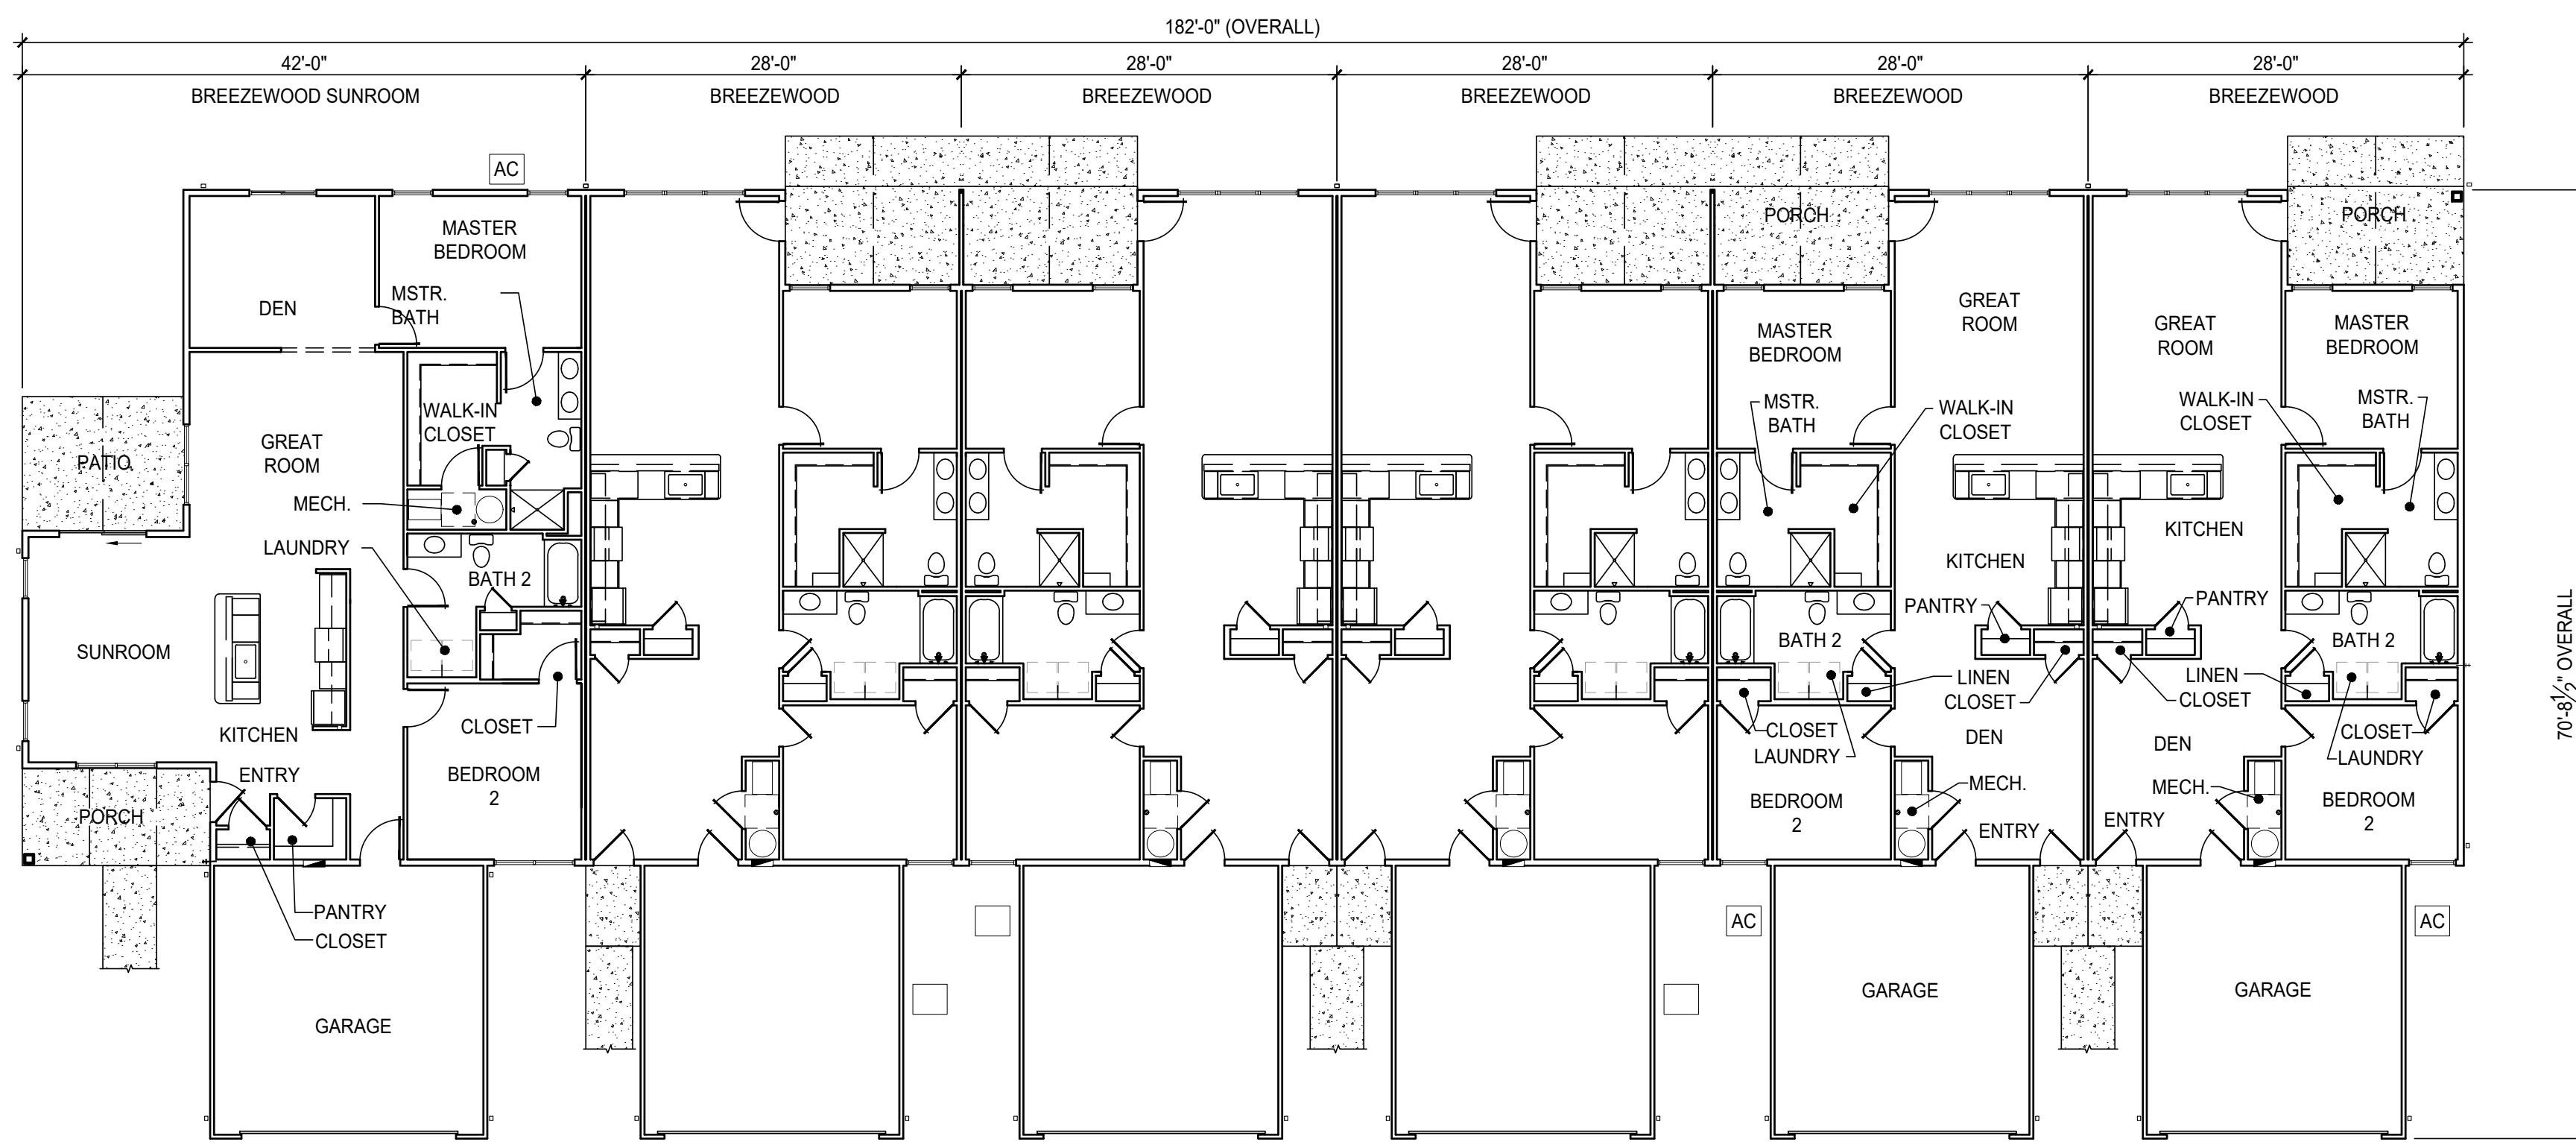 182'-0" (OVERALL)
42'-0"
28'-0"
28'-0"
28'-0"
28'-0"
28'-0"
BREEZEWOOD SUNROOM
BREEZEWOOD
BREEZEWOOD
BREEZEWOOD
BREEZEWOOD
BREEZEWOOD
AC
MASTER
BEDROOM
DEN
MSTR.
BATH
WALK-IN
CLOSET
GREAT
ROOM
PATIO
MECH.
LAUNDRY
BATH 2
SUNROOM
KITCHEN
CLOSET
ENTRY
BEDROOM
2
PORCH
PANTRY
CLOSET
GARAGE
PORCH
MASTER
BEDROOM
MSTR.
BATH
GREAT
ROOM
WALK-IN
CLOSET
KITCHEN
PANTRY
BATH 2
LINEN
CLOSET
CLOSET
LAUNDRY
DEN
MECH.
BEDROOM
2
ENTRY
AC
GARAGE
PORCH
GREAT
ROOM
MASTER
BEDROOM
WALK-IN
CLOSET
MSTR.
BATH
KITCHEN
PANTRY
BATH 2
LINEN
CLOSET
CLOSET
LAUNDRY
DEN
MECH.
BEDROOM
2
ENTRY
AC
GARAGE
70'-8½" OVERALL